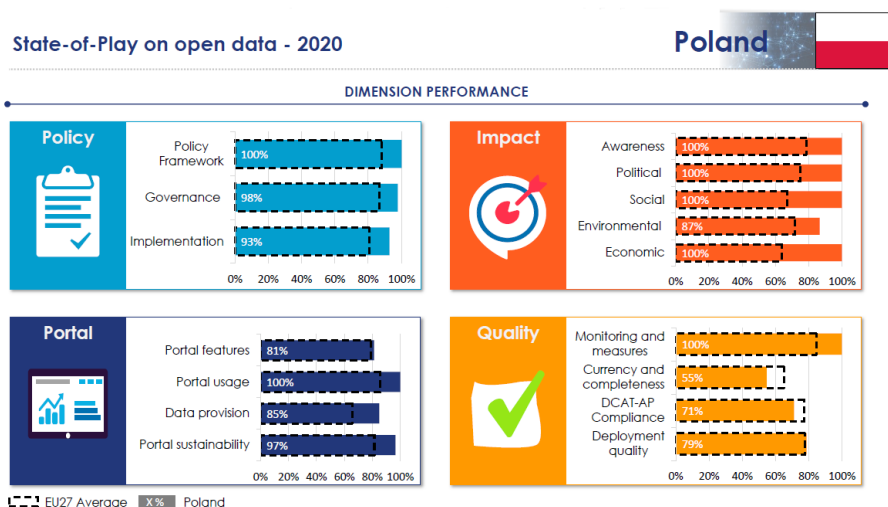 State-of-Play on open data - 2020
Poland
DIMENSION PERFORMANCE
Policy
Policy
Framework
100%
Governance
98%
Implementation
93%
0% 20% 40% 60% 80% 100%
Impact
Awareness
100%
Political
100%
Social
100%
Environmental
87%
Economic
100%
0% 20% 40% 60% 80% 100%
Portal
Portal features
81%
Portal usage
100%
Data provision
85%
Portal sustainability
97%
0% 20% 40% 60% 80% 100%
Quality
Monitoring and
measures
100%
Currency and
completeness
55%
DCAT-AP
Compliance
71%
Deployment
quality
79%
0% 20% 40% 60% 80% 100%
EU27 Average X % Poland